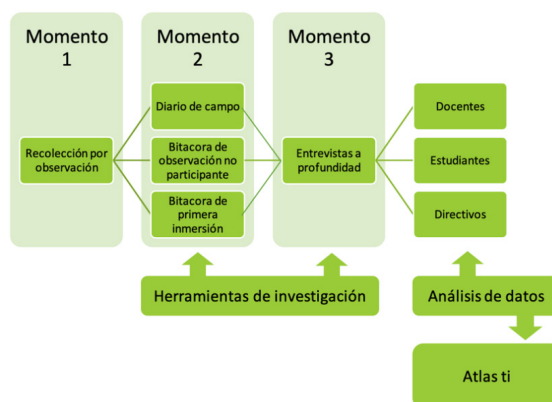 Momento
1
Momento
2
Momento
3
Recolección por
observación
Diario de campo
Bitacora de
observación no
participante
Bitacora de
primera
inmersión
Entrevistas a
profundidad
Docentes
Estudiantes
Directivos
Herramientas de investigación
Análisis de datos
Atlas ti